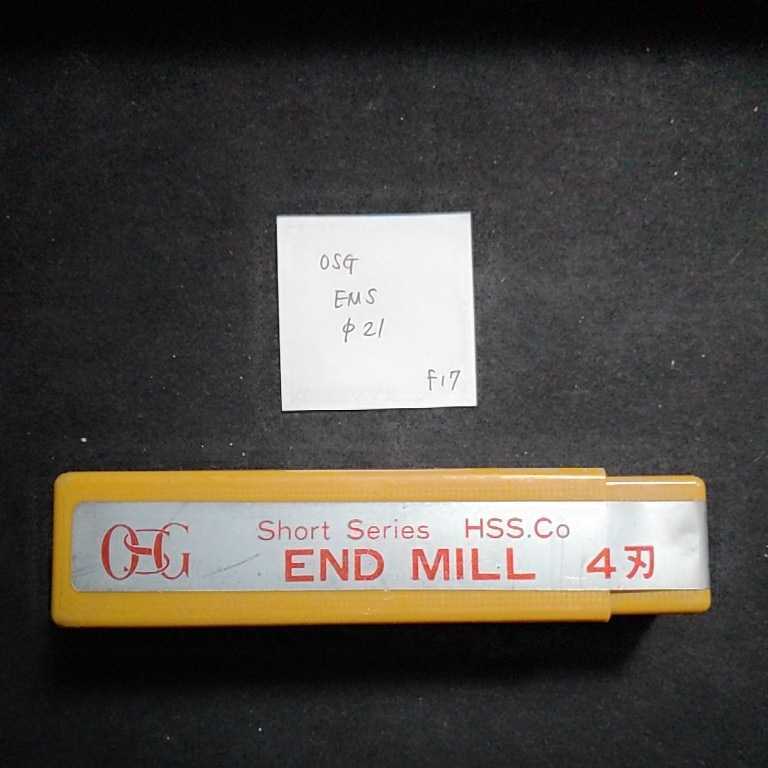 OSG
EMS
φ21
f17
OSG Short Series HSS.Co
END MILL 4刃